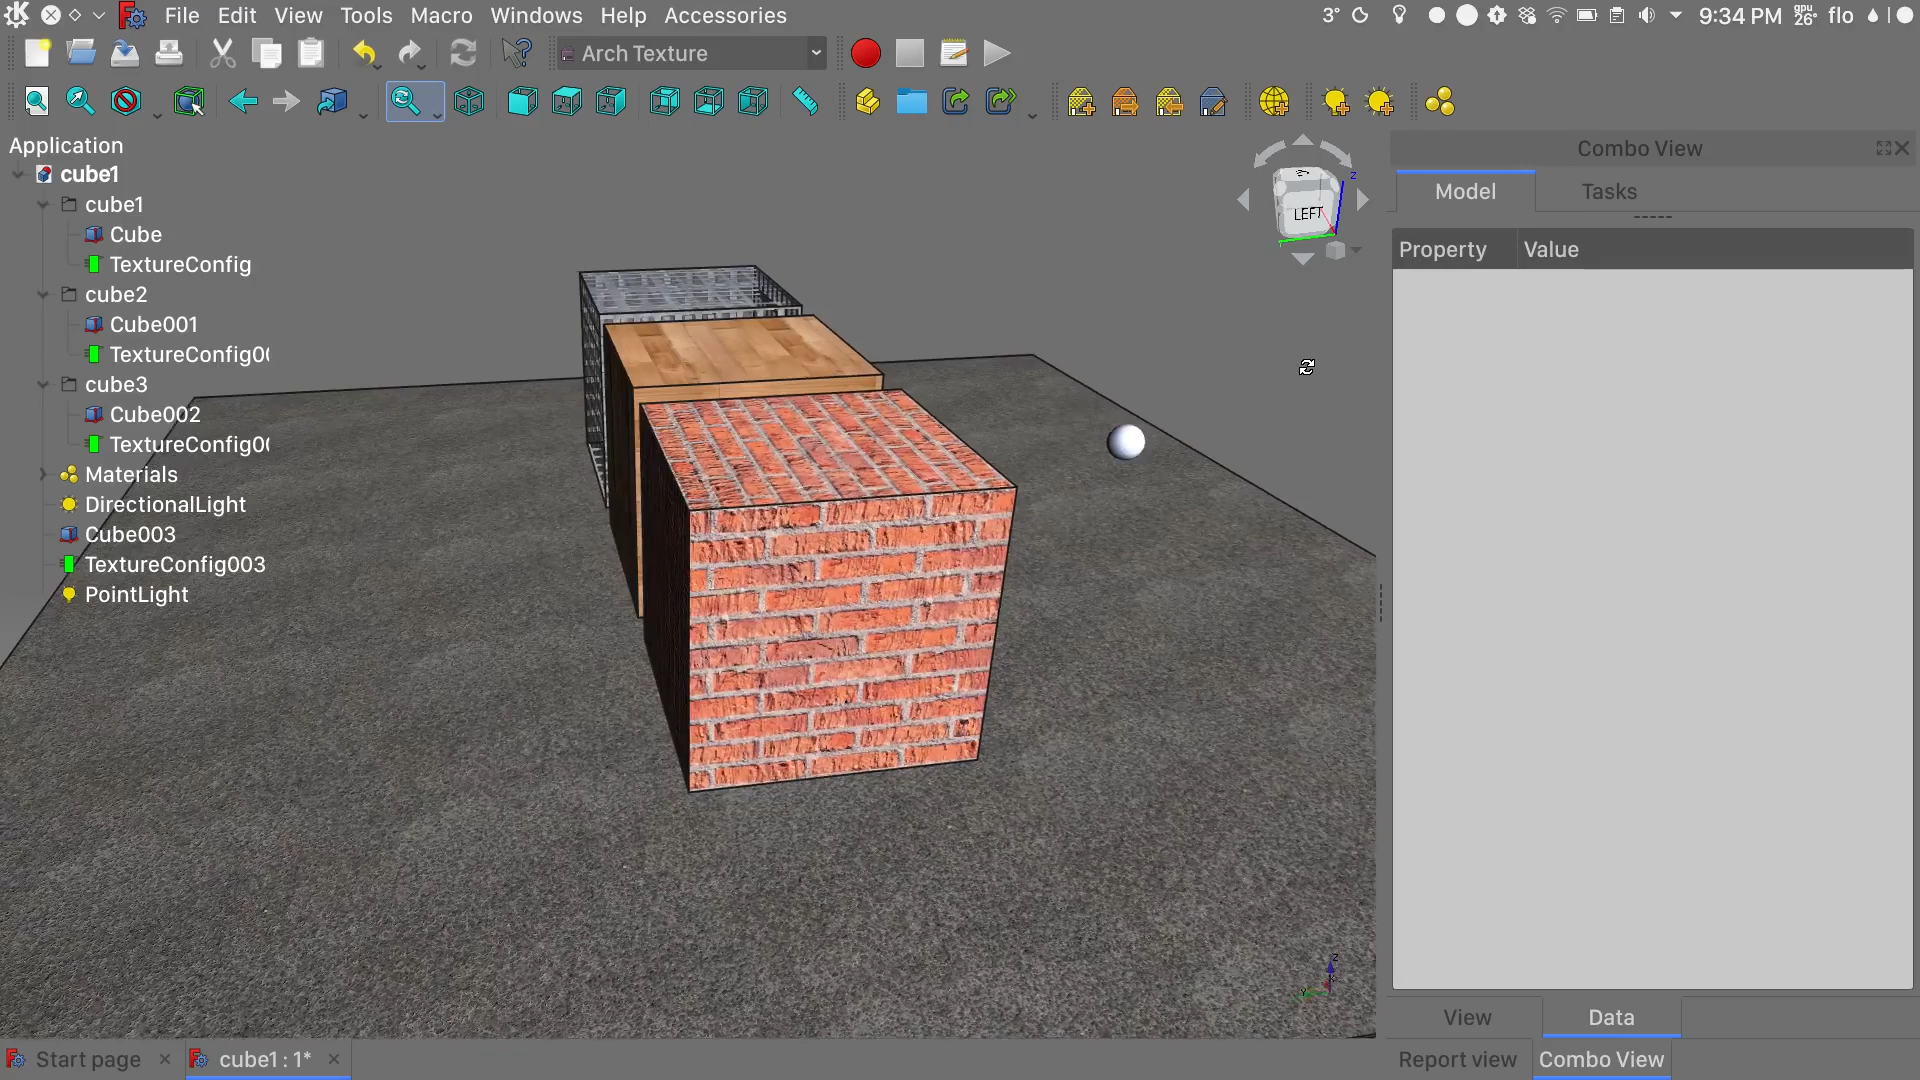 File Edit View Tools Macro Windows Help Accessories
3° 9:34 PM gpu 26° flo
Arch Texture
Application
cube1
cube1
Cube
TextureConfig
cube2
Cube001
TextureConfig0
cube3
Cube002
TextureConfig0
Materials
DirectionalLight
Cube003
TextureConfig003
PointLight
LEFT
Z
Combo View
Model Tasks
Property Value
Z
Y
View Data
Start page cube1 : 1*
Report view Combo View